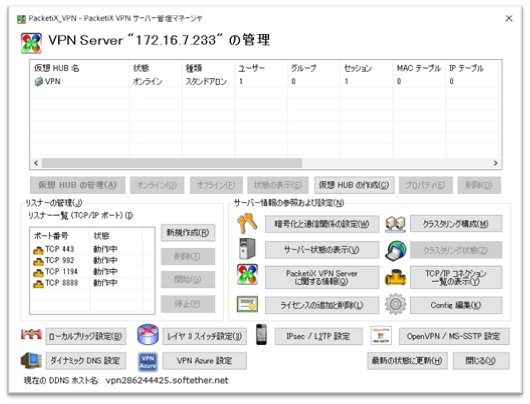 PacketiX_VPN - PacketiX VPN サーバー管理マネージャ
VPN Server "172.16.7.233" の管理
仮想 HUB 名 状態 種類 ユーザー グループ セッション MAC テーブル IP テーブル
VPN オンライン スタンドアロン 1 0 1 0 0
仮想 HUB の管理(A) オンライン(O) オフライン(F) 状態の表示(S) 仮想 HUB の作成(C) プロパティ(E) 削除(D)
リスナーの管理(J)
リスナー一覧 (TCP/IP ポート)
ポート番号 状態
TCP 443 動作中
TCP 992 動作中
TCP 1194 動作中
TCP 8888 動作中
新規作成(R)
削除(T)
開始(G)
停止(P)
サーバー情報の参照および設定(N)
暗号化と通信関係の設定(W) クラスタリング構成(M)
サーバー状態の表示(V) クラスタリング状態(Z)
PacketiX VPN Server に関する情報(Q) TCP/IP コネクション 一覧の表示(Y)
ライセンスの追加と削除(L) Config 編集(K)
ローカルブリッジ設定(B) レイヤ 3 スイッチ設定(3) IPsec / L2TP 設定 MS-SSTP OpenVPN / MS-SSTP 設定
ダイナミック DNS 設定 VPN Azure VPN Azure 設定 最新の状態に更新(H) 閉じる(X)
現在の DDNS ホスト名 vpn286244425.softether.net